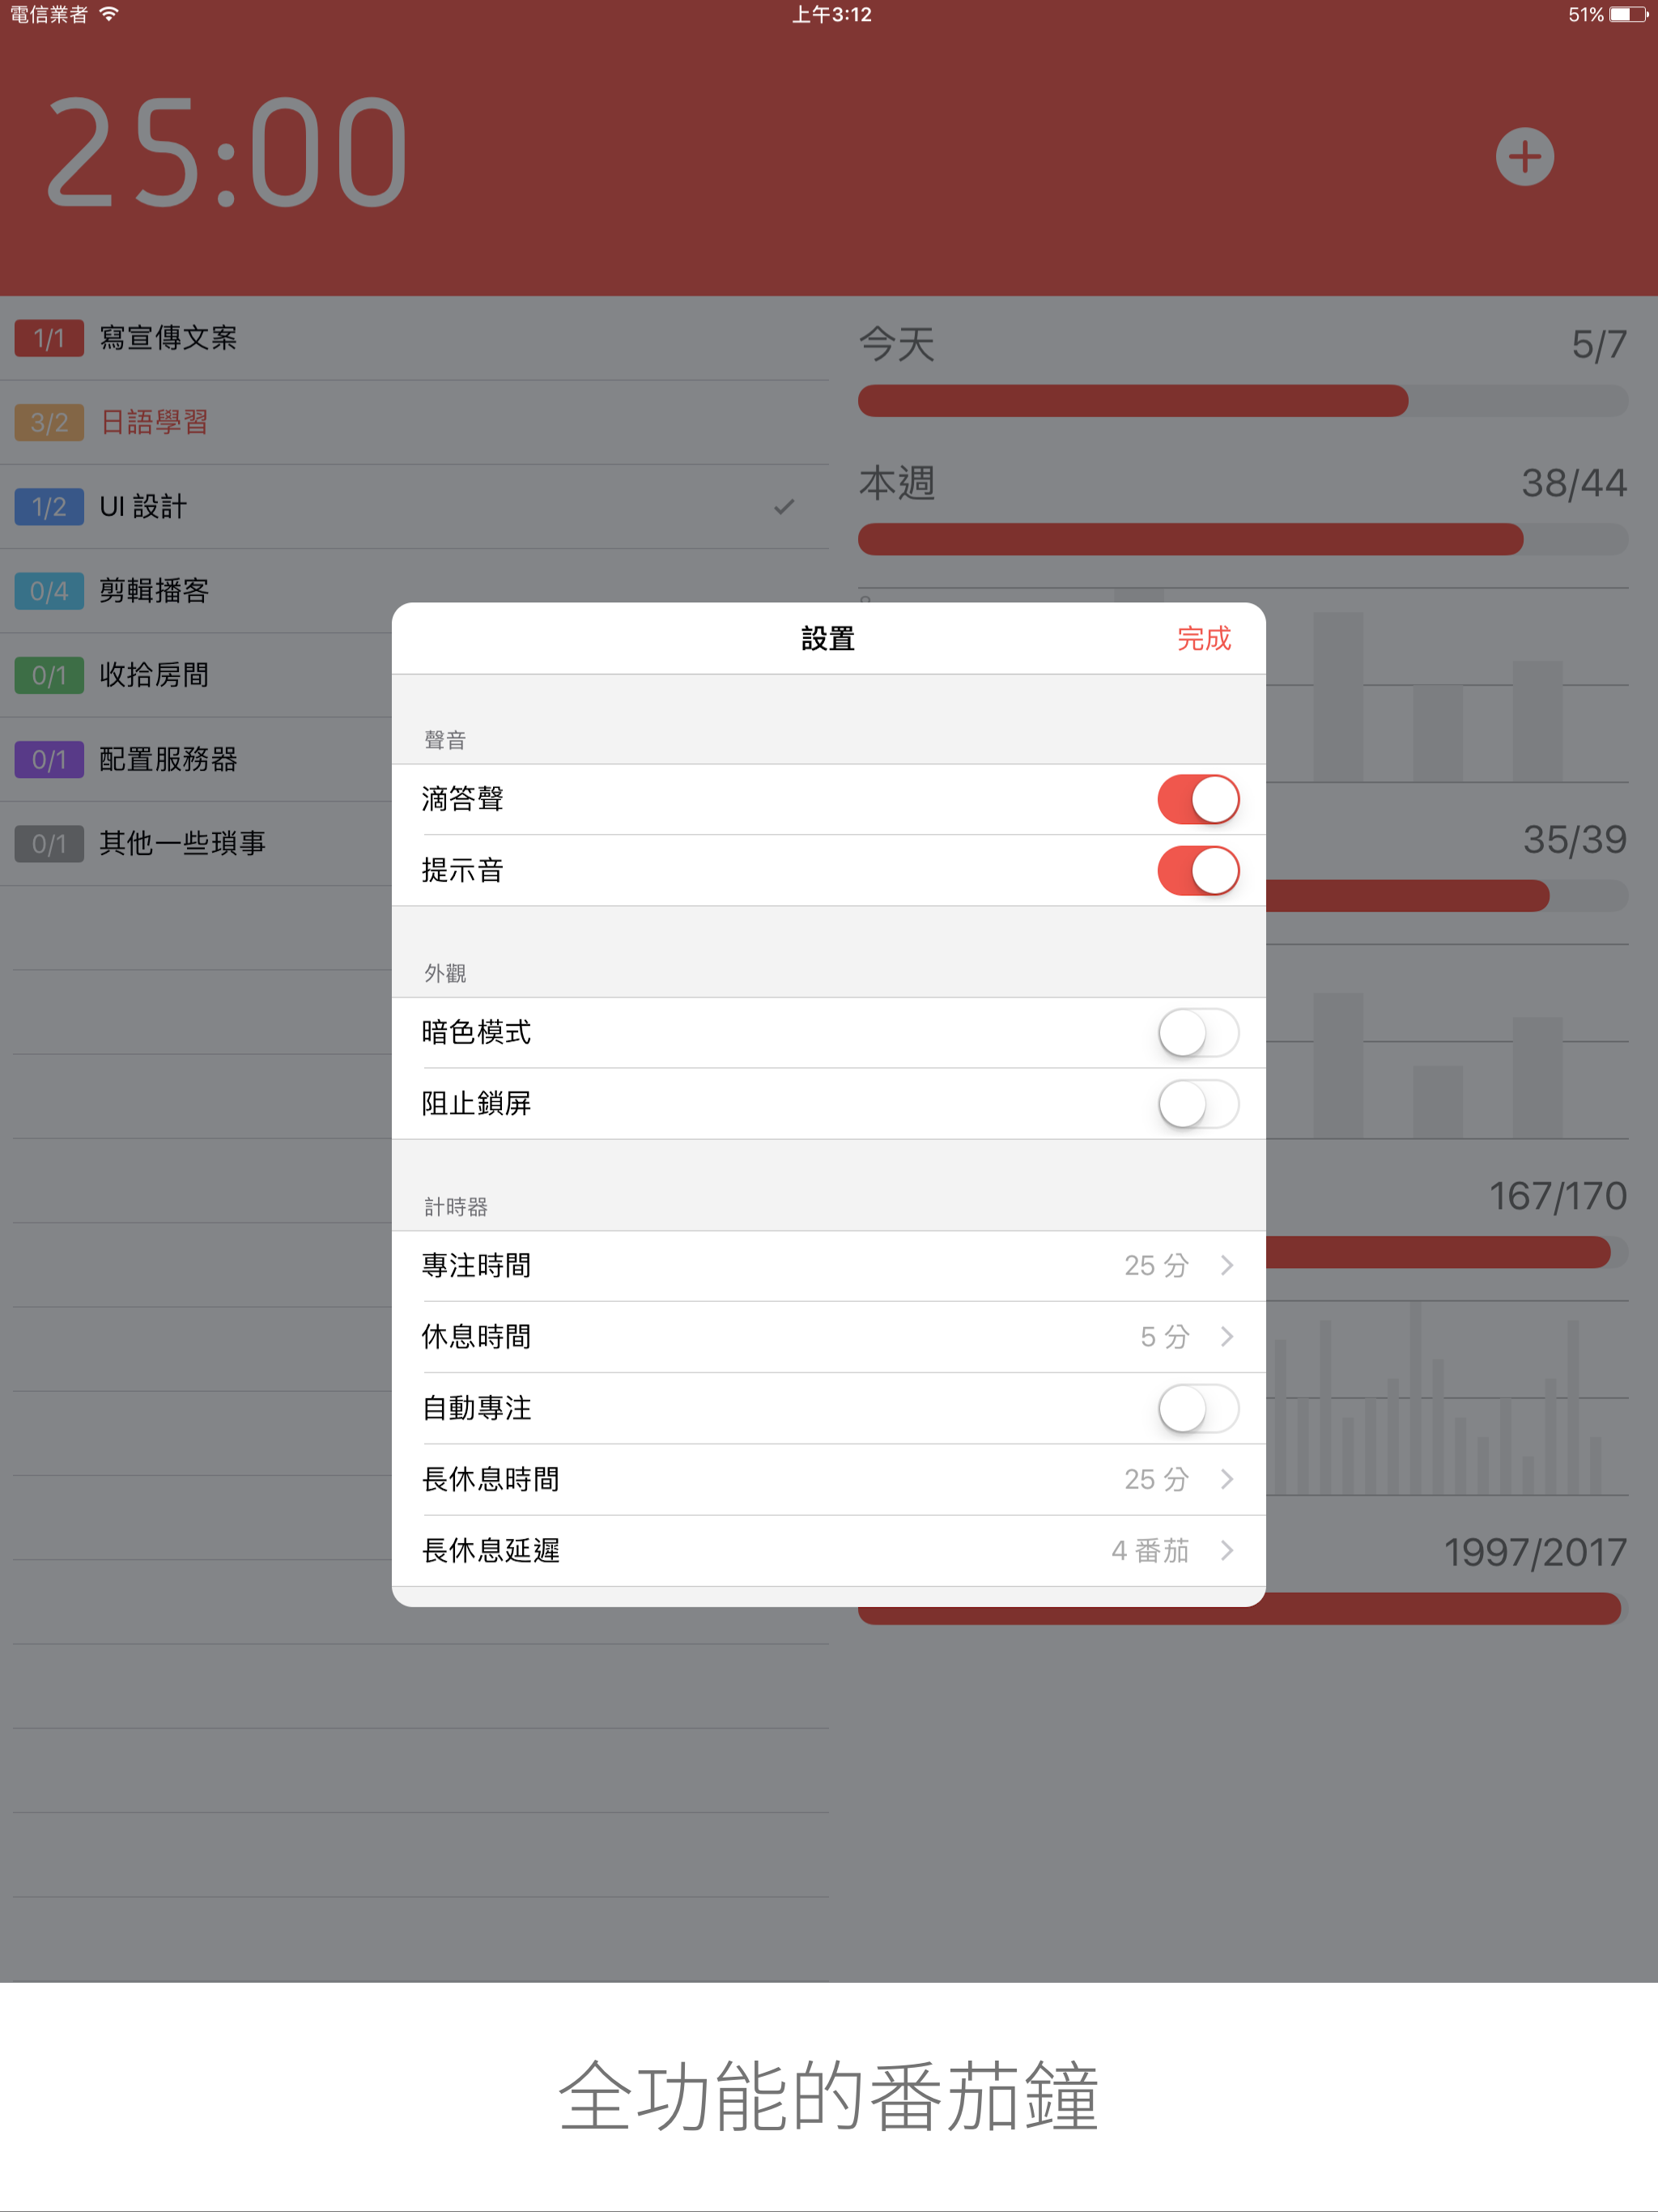 電信業者 上午3:12 51%
25:00
1/1 寫宣傳文案
3/2 日語學習
1/2 UI 設計
0/4 剪輯播客
0/1 收拾房間
0/1 配置服務器
0/1 其他一些瑣事
今天 5/7
本週 38/44
35/39
167/170
1997/2017
設置 完成
聲音
滴答聲
提示音
外觀
暗色模式
阻止鎖屏
計時器
專注時間 25 分
休息時間 5 分
自動專注
長休息時間 25 分
長休息延遲 4 番茄
全功能的番茄鐘